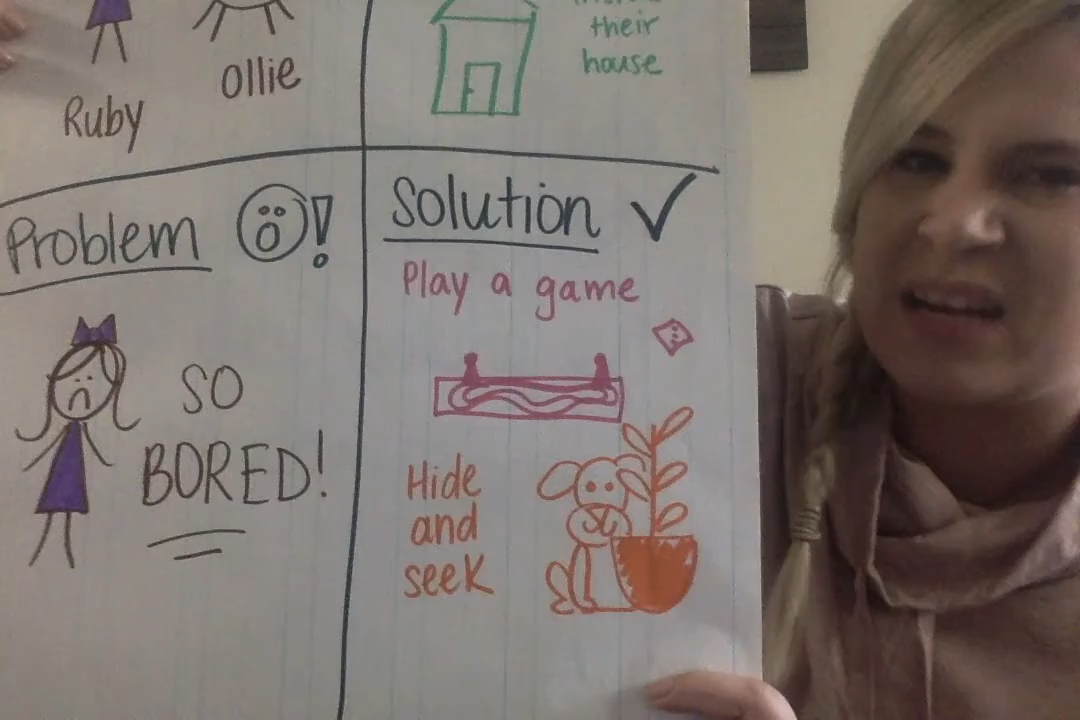 Ruby
Ollie
their
house
Problem !
SO
BORED!
Solution ✓
Play a game
Hide
and
seek